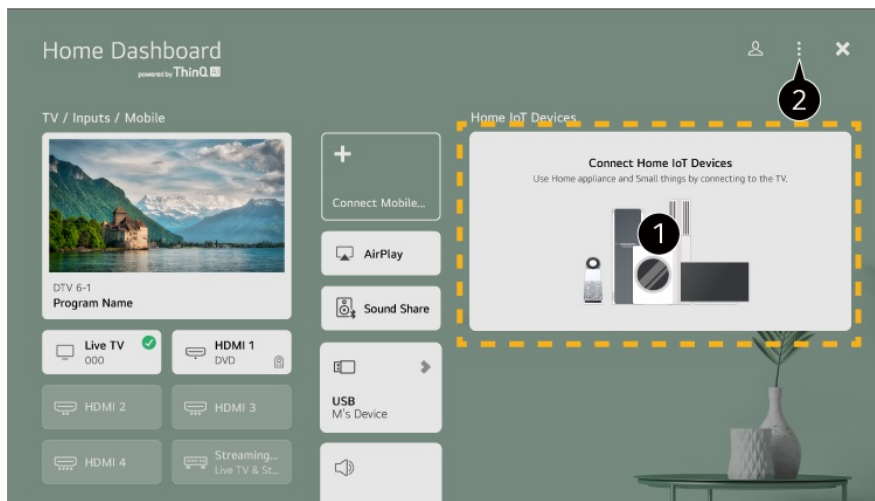 Home Dashboard
powered by ThinQ AI
2
TV / Inputs / Mobile
Home IoT Devices
DTV 6-1
Program Name
Live TV
000
HDMI 1
DVD
HDMI 2
HDMI 3
HDMI 4
Streaming...
Live TV & St...
Connect Mobile...
AirPlay
Sound Share
USB
M's Device
Connect Home IoT Devices
Use Home appliance and Small things by connecting to the TV.
1